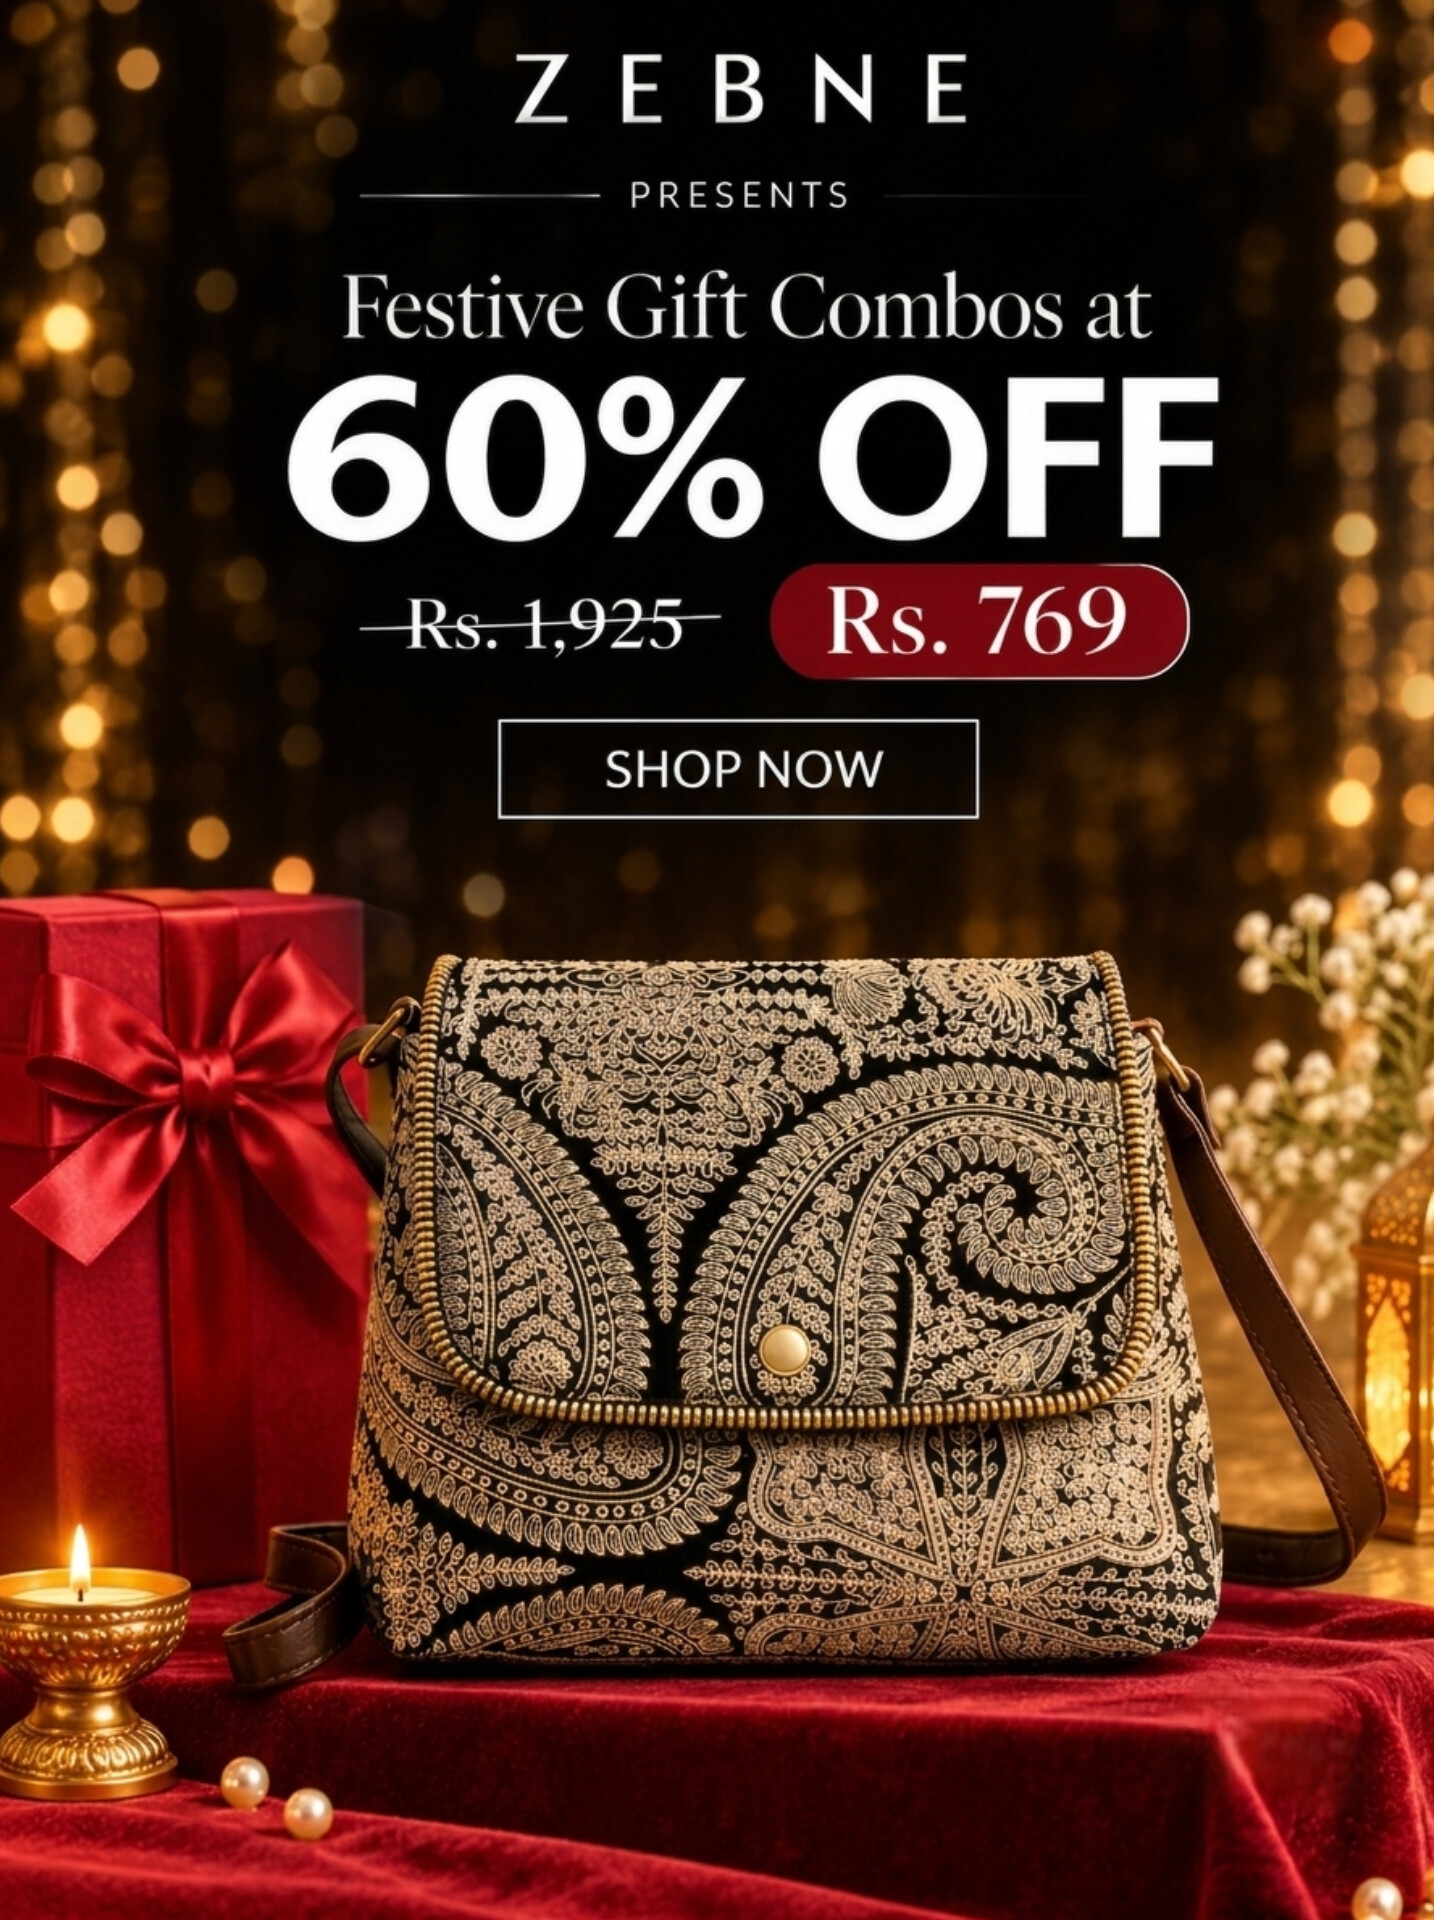 ZEBNE
PRESENTS
Festive Gift Combos at
60% OFF
Rs. 1,925 Rs. 769
SHOP NOW